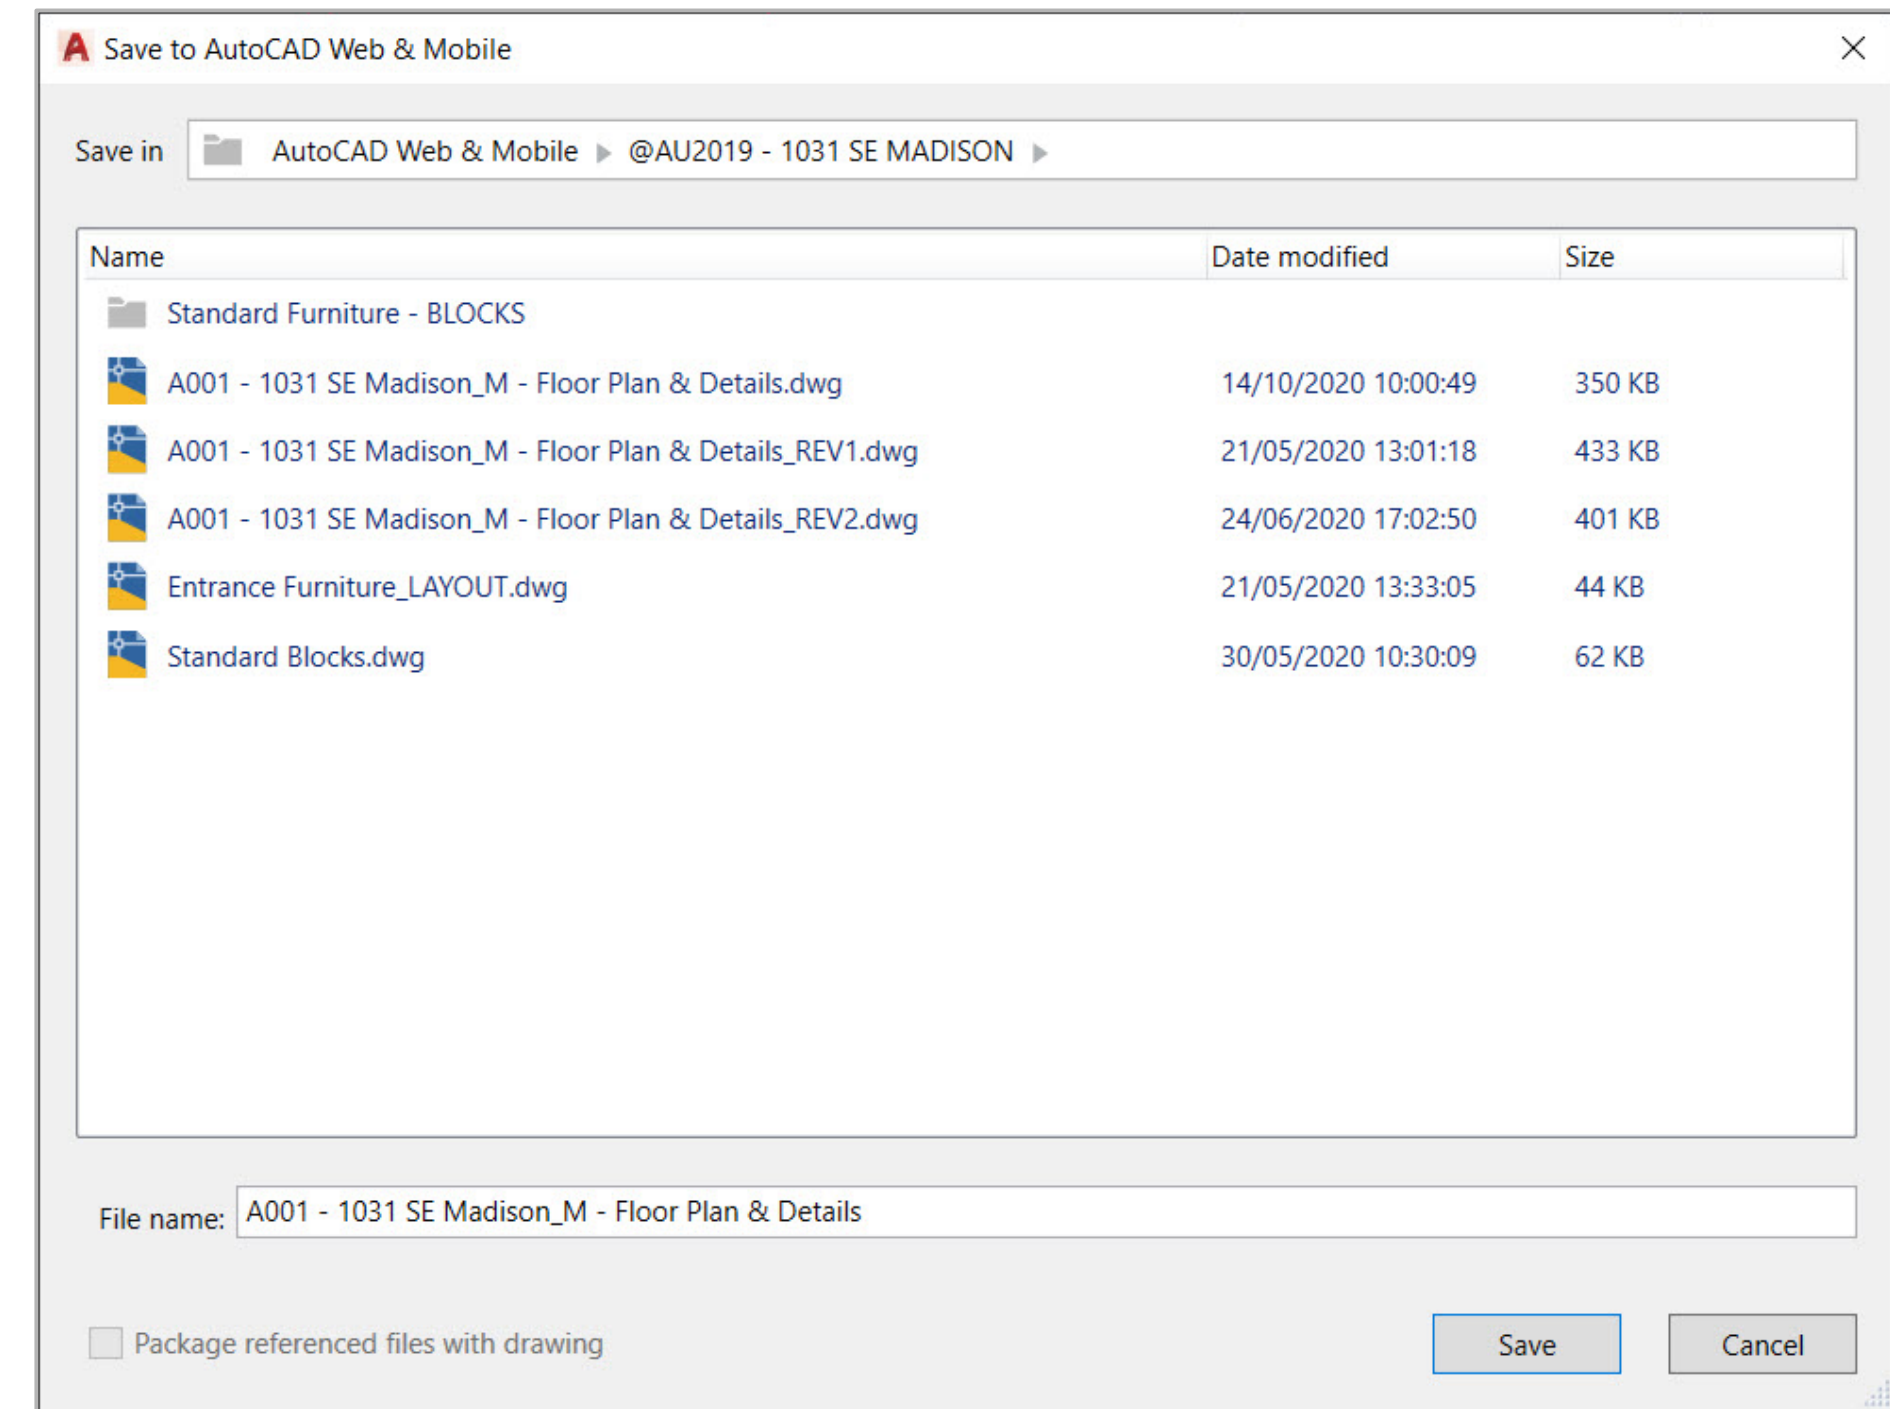 Save to AutoCAD Web & Mobile
Save in AutoCAD Web & Mobile @AU2019 - 1031 SE MADISON
Name Date modified Size
Standard Furniture - BLOCKS
A001 - 1031 SE Madison_M - Floor Plan & Details.dwg 14/10/2020 10:00:49 350 KB
A001 - 1031 SE Madison_M - Floor Plan & Details_REV1.dwg 21/05/2020 13:01:18 433 KB
A001 - 1031 SE Madison_M - Floor Plan & Details_REV2.dwg 24/06/2020 17:02:50 401 KB
Entrance Furniture_LAYOUT.dwg 21/05/2020 13:33:05 44 KB
Standard Blocks.dwg 30/05/2020 10:30:09 62 KB
File name: A001 - 1031 SE Madison_M - Floor Plan & Details
Package referenced files with drawing Save Cancel